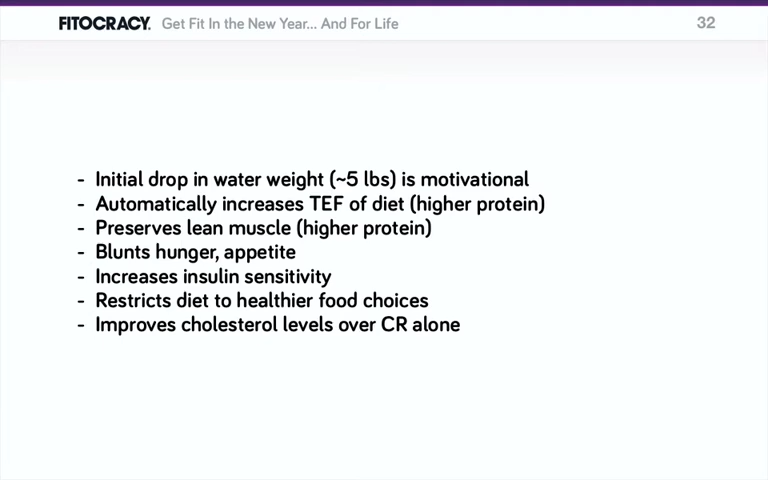 FITOCRACY. Get Fit In the New Year... And For Life 32
- Initial drop in water weight (~5 lbs) is motivational
- Automatically increases TEF of diet (higher protein)
- Preserves lean muscle (higher protein)
- Blunts hunger, appetite
- Increases insulin sensitivity
- Restricts diet to healthier food choices
- Improves cholesterol levels over CR alone